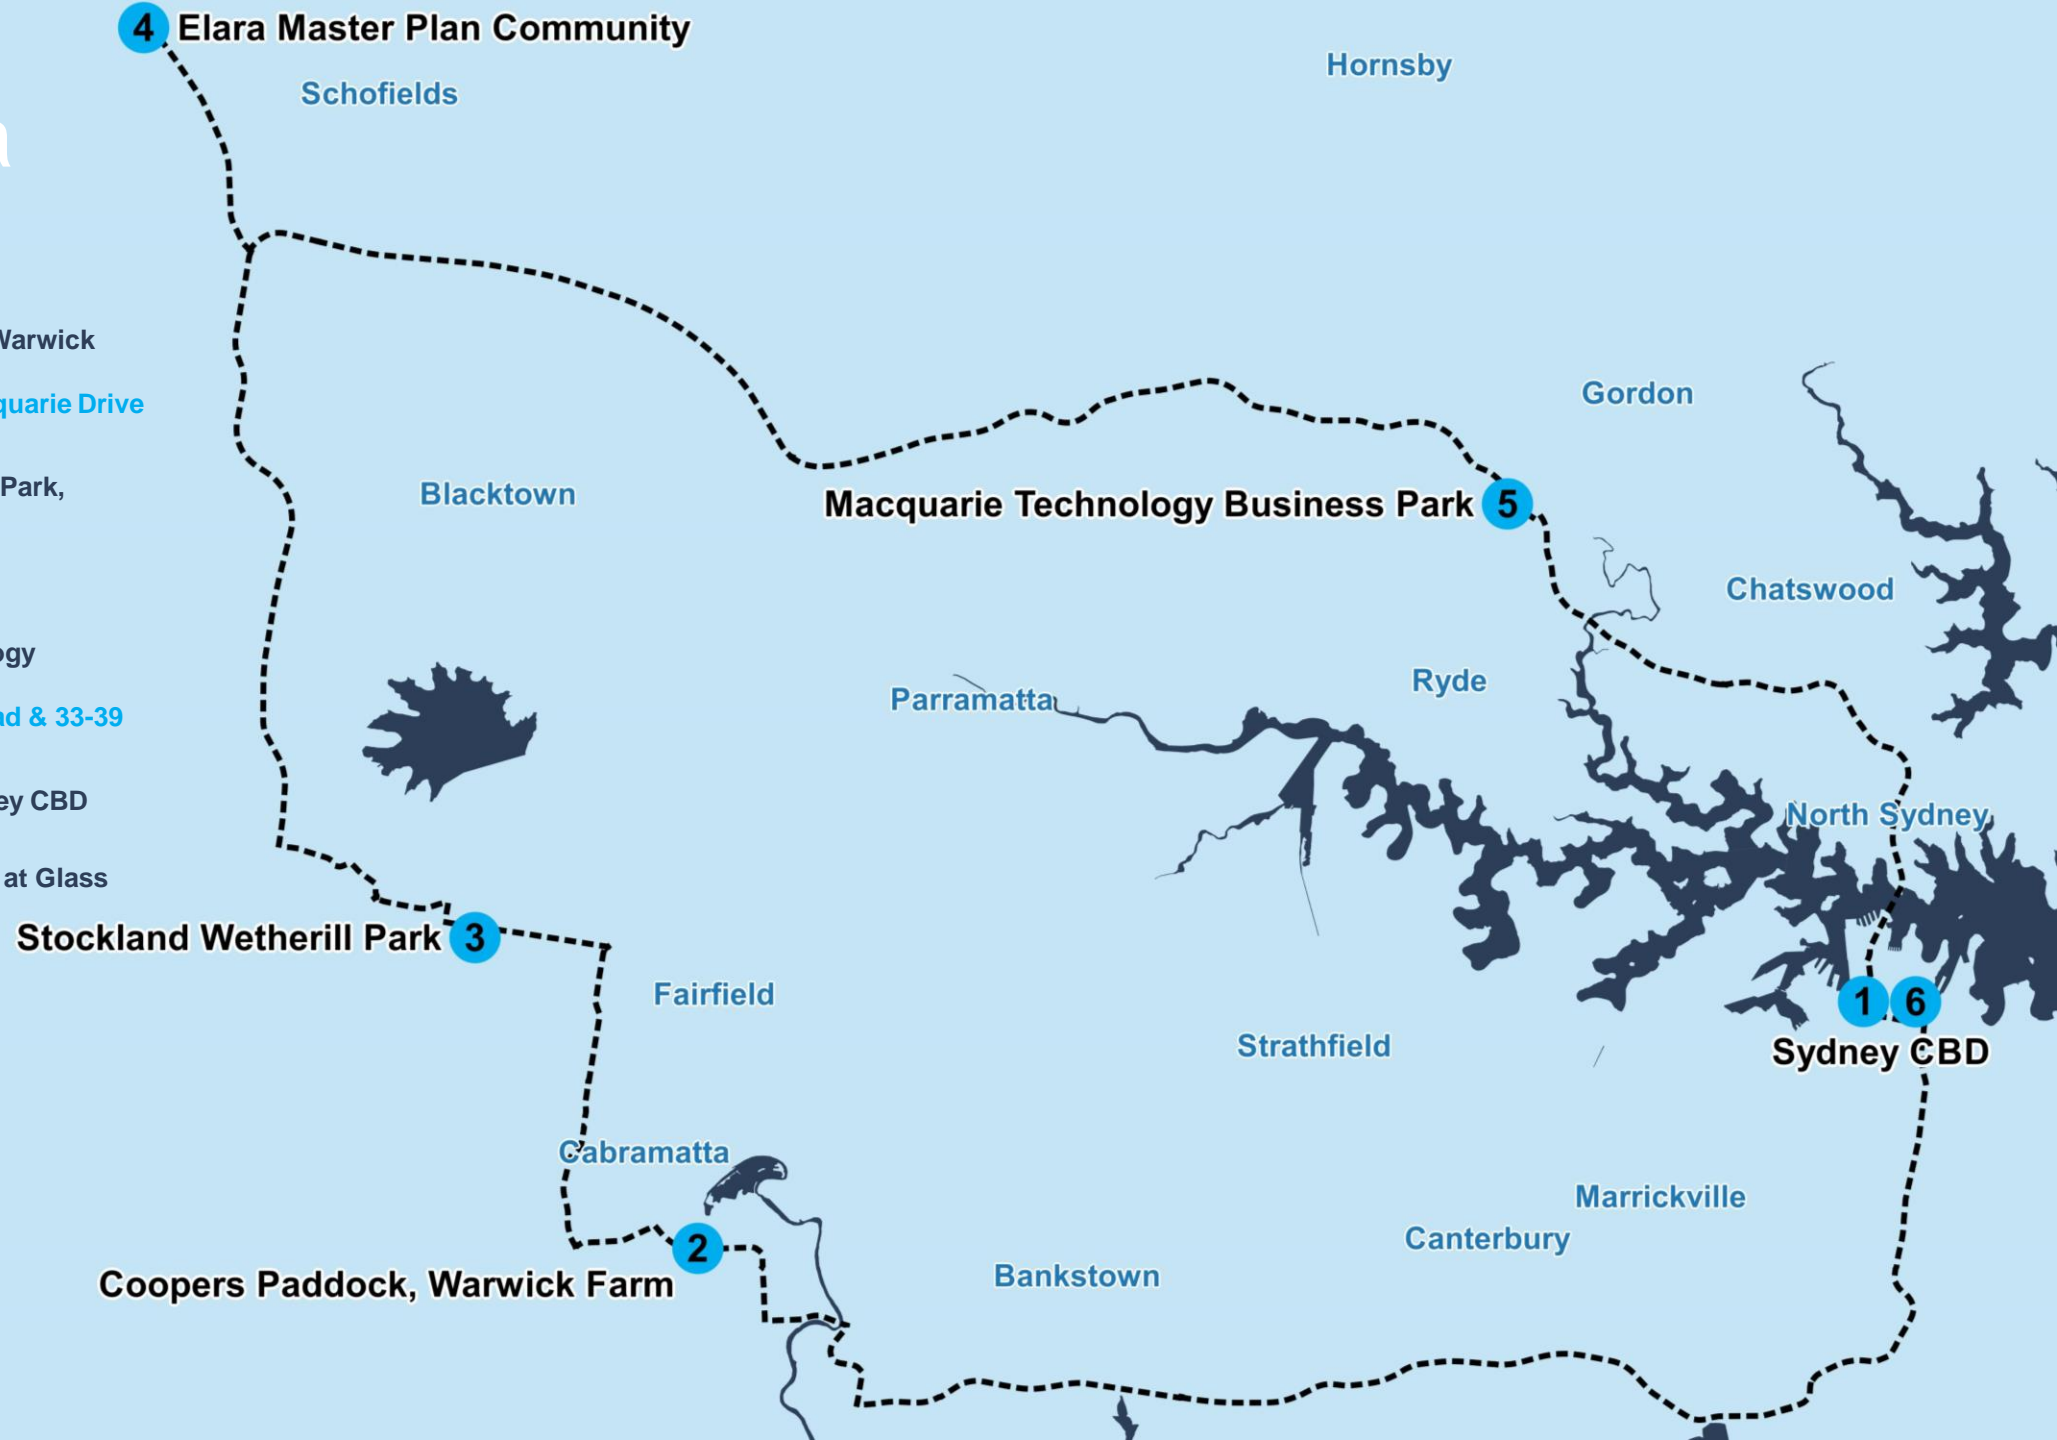 4 Elara Master Plan Community
Hornsby
Schofields
a
Warwick
Gordon
quarie Drive
Park,
Blacktown
Macquarie Technology Business Park 5
Chatswood
ogy
Ryde
Parramatta
ad & 33-39
ey CBD
North Sydney
at Glass
Stockland Wetherill Park 3
Fairfield
1 6
Strathfield
Sydney CBD
Cabramatta
Marrickville
Canterbury
2
Coopers Paddock, Warwick Farm
Bankstown